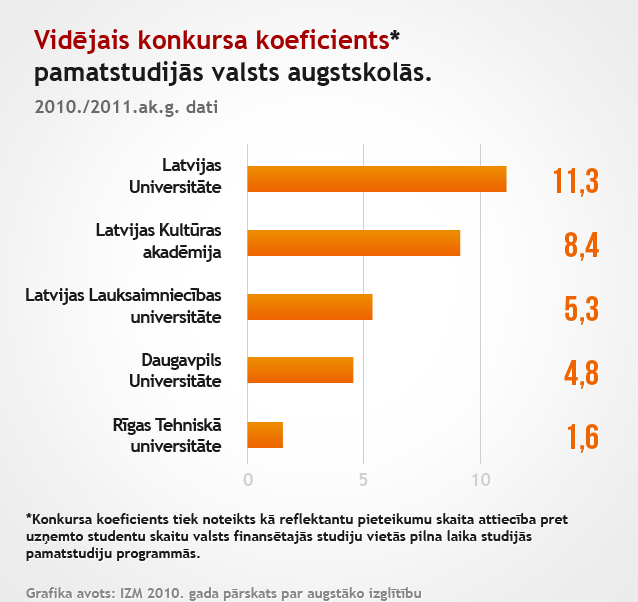 Vidējais konkursa koeficients*
pamatstudijās valsts augstskolās.
2010./2011.ak.g. dati
Latvijas
Universitāte
11,3
Latvijas Kultūras
akadēmija
8,4
Latvijas Lauksaimniecības
universitāte
5,3
Daugavpils
Universitāte
4,8
Rīgas Tehniskā
universitāte
1,6
0 5 10
*Konkursa koeficients tiek noteikts kā reflektantu pieteikumu skaita attiecība pret
uzņemto studentu skaitu valsts finansētajās studiju vietās pilna laika studijās
pamatstudiju programmās.
Grafika avots: IZM 2010. gada pārskats par augstāko izglītību